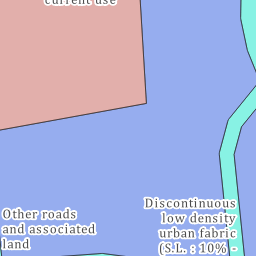 current use
Discontinuous
low density
urban fabric
(S.L. : 10% -
Other roads
and associated
land